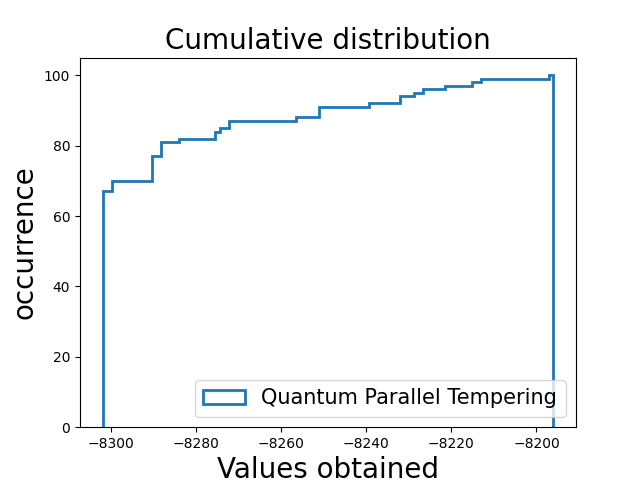 Cumulative distribution
occurrence
100
80
60
40
20
0
Quantum Parallel Tempering
−8300 −8280 −8260 −8240 −8220 −8200
Values obtained